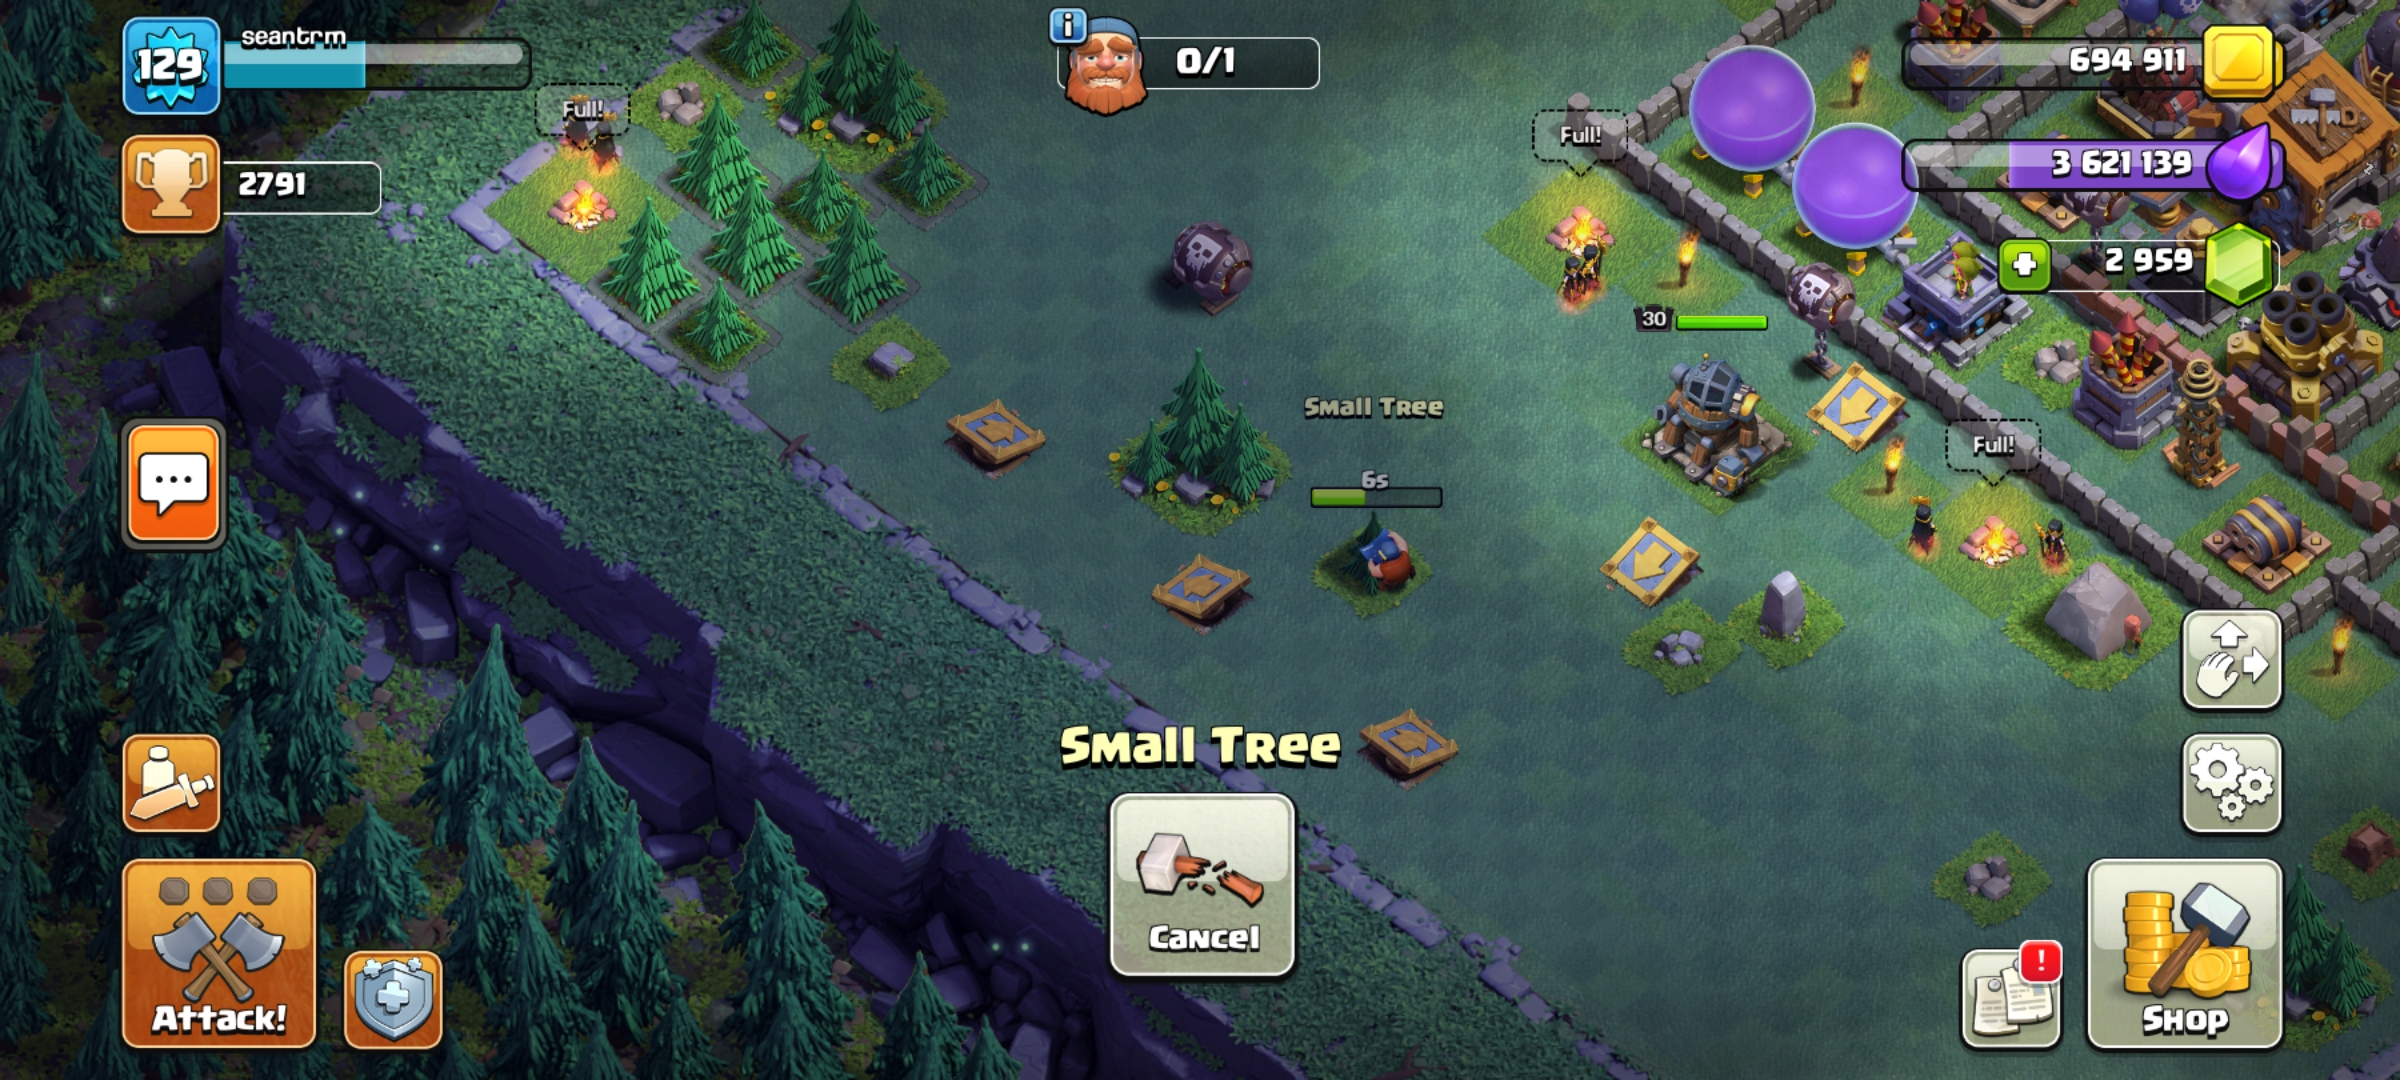 129
seantrm
0/1
694 911
2791
Full!
Full!
3 621 139
2 959
30
Small Tree
6s
Full!
Small Tree
Cancel
Attack!
!
Shop